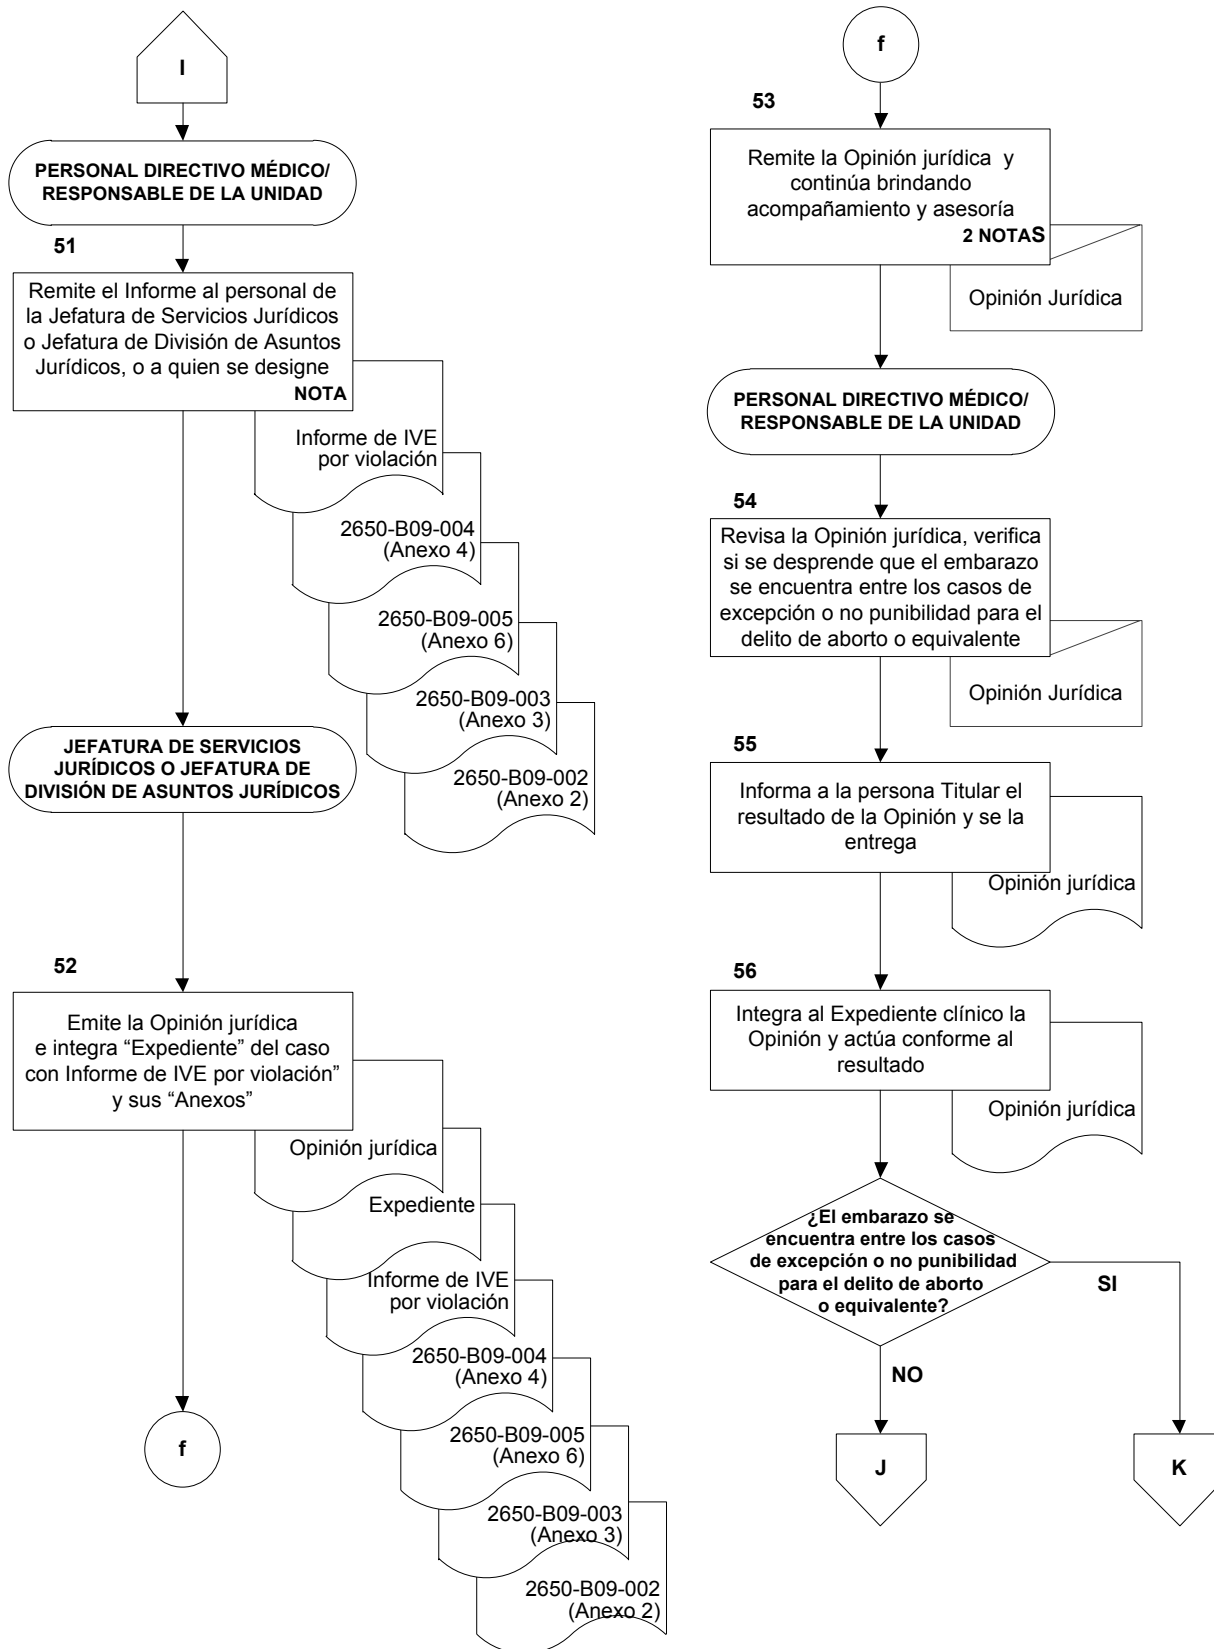 I
PERSONAL DIRECTIVO MÉDICO/
RESPONSABLE DE LA UNIDAD
51
Remite el Informe al personal de
la Jefatura de Servicios Jurídicos
o Jefatura de División de Asuntos
Jurídicos, o a quien se designe
NOTA
Informe de IVE
por violación
2650-B09-004
(Anexo 4)
2650-B09-005
(Anexo 6)
2650-B09-003
(Anexo 3)
2650-B09-002
(Anexo 2)
JEFATURA DE SERVICIOS
JURÍDICOS O JEFATURA DE
DIVISIÓN DE ASUNTOS JURÍDICOS
52
Emite la Opinión jurídica
e integra “Expediente” del caso
con Informe de IVE por violación”
y sus “Anexos”
Opinión jurídica
Expediente
Informe de IVE
por violación
2650-B09-004
(Anexo 4)
2650-B09-005
(Anexo 6)
2650-B09-003
(Anexo 3)
2650-B09-002
(Anexo 2)
f
f
53
Remite la Opinión jurídica y
continúa brindando
acompañamiento y asesoría
2 NOTAS
Opinión Jurídica
PERSONAL DIRECTIVO MÉDICO/
RESPONSABLE DE LA UNIDAD
54
Revisa la Opinión jurídica, verifica
si se desprende que el embarazo
se encuentra entre los casos de
excepción o no punibilidad para el
delito de aborto o equivalente
Opinión Jurídica
55
Informa a la persona Titular el
resultado de la Opinión y se la
entrega
Opinión jurídica
56
Integra al Expediente clínico la
Opinión y actúa conforme al
resultado
Opinión jurídica
¿El embarazo se
encuentra entre los casos
de excepción o no punibilidad
para el delito de aborto
o equivalente?
SI
NO
J
K